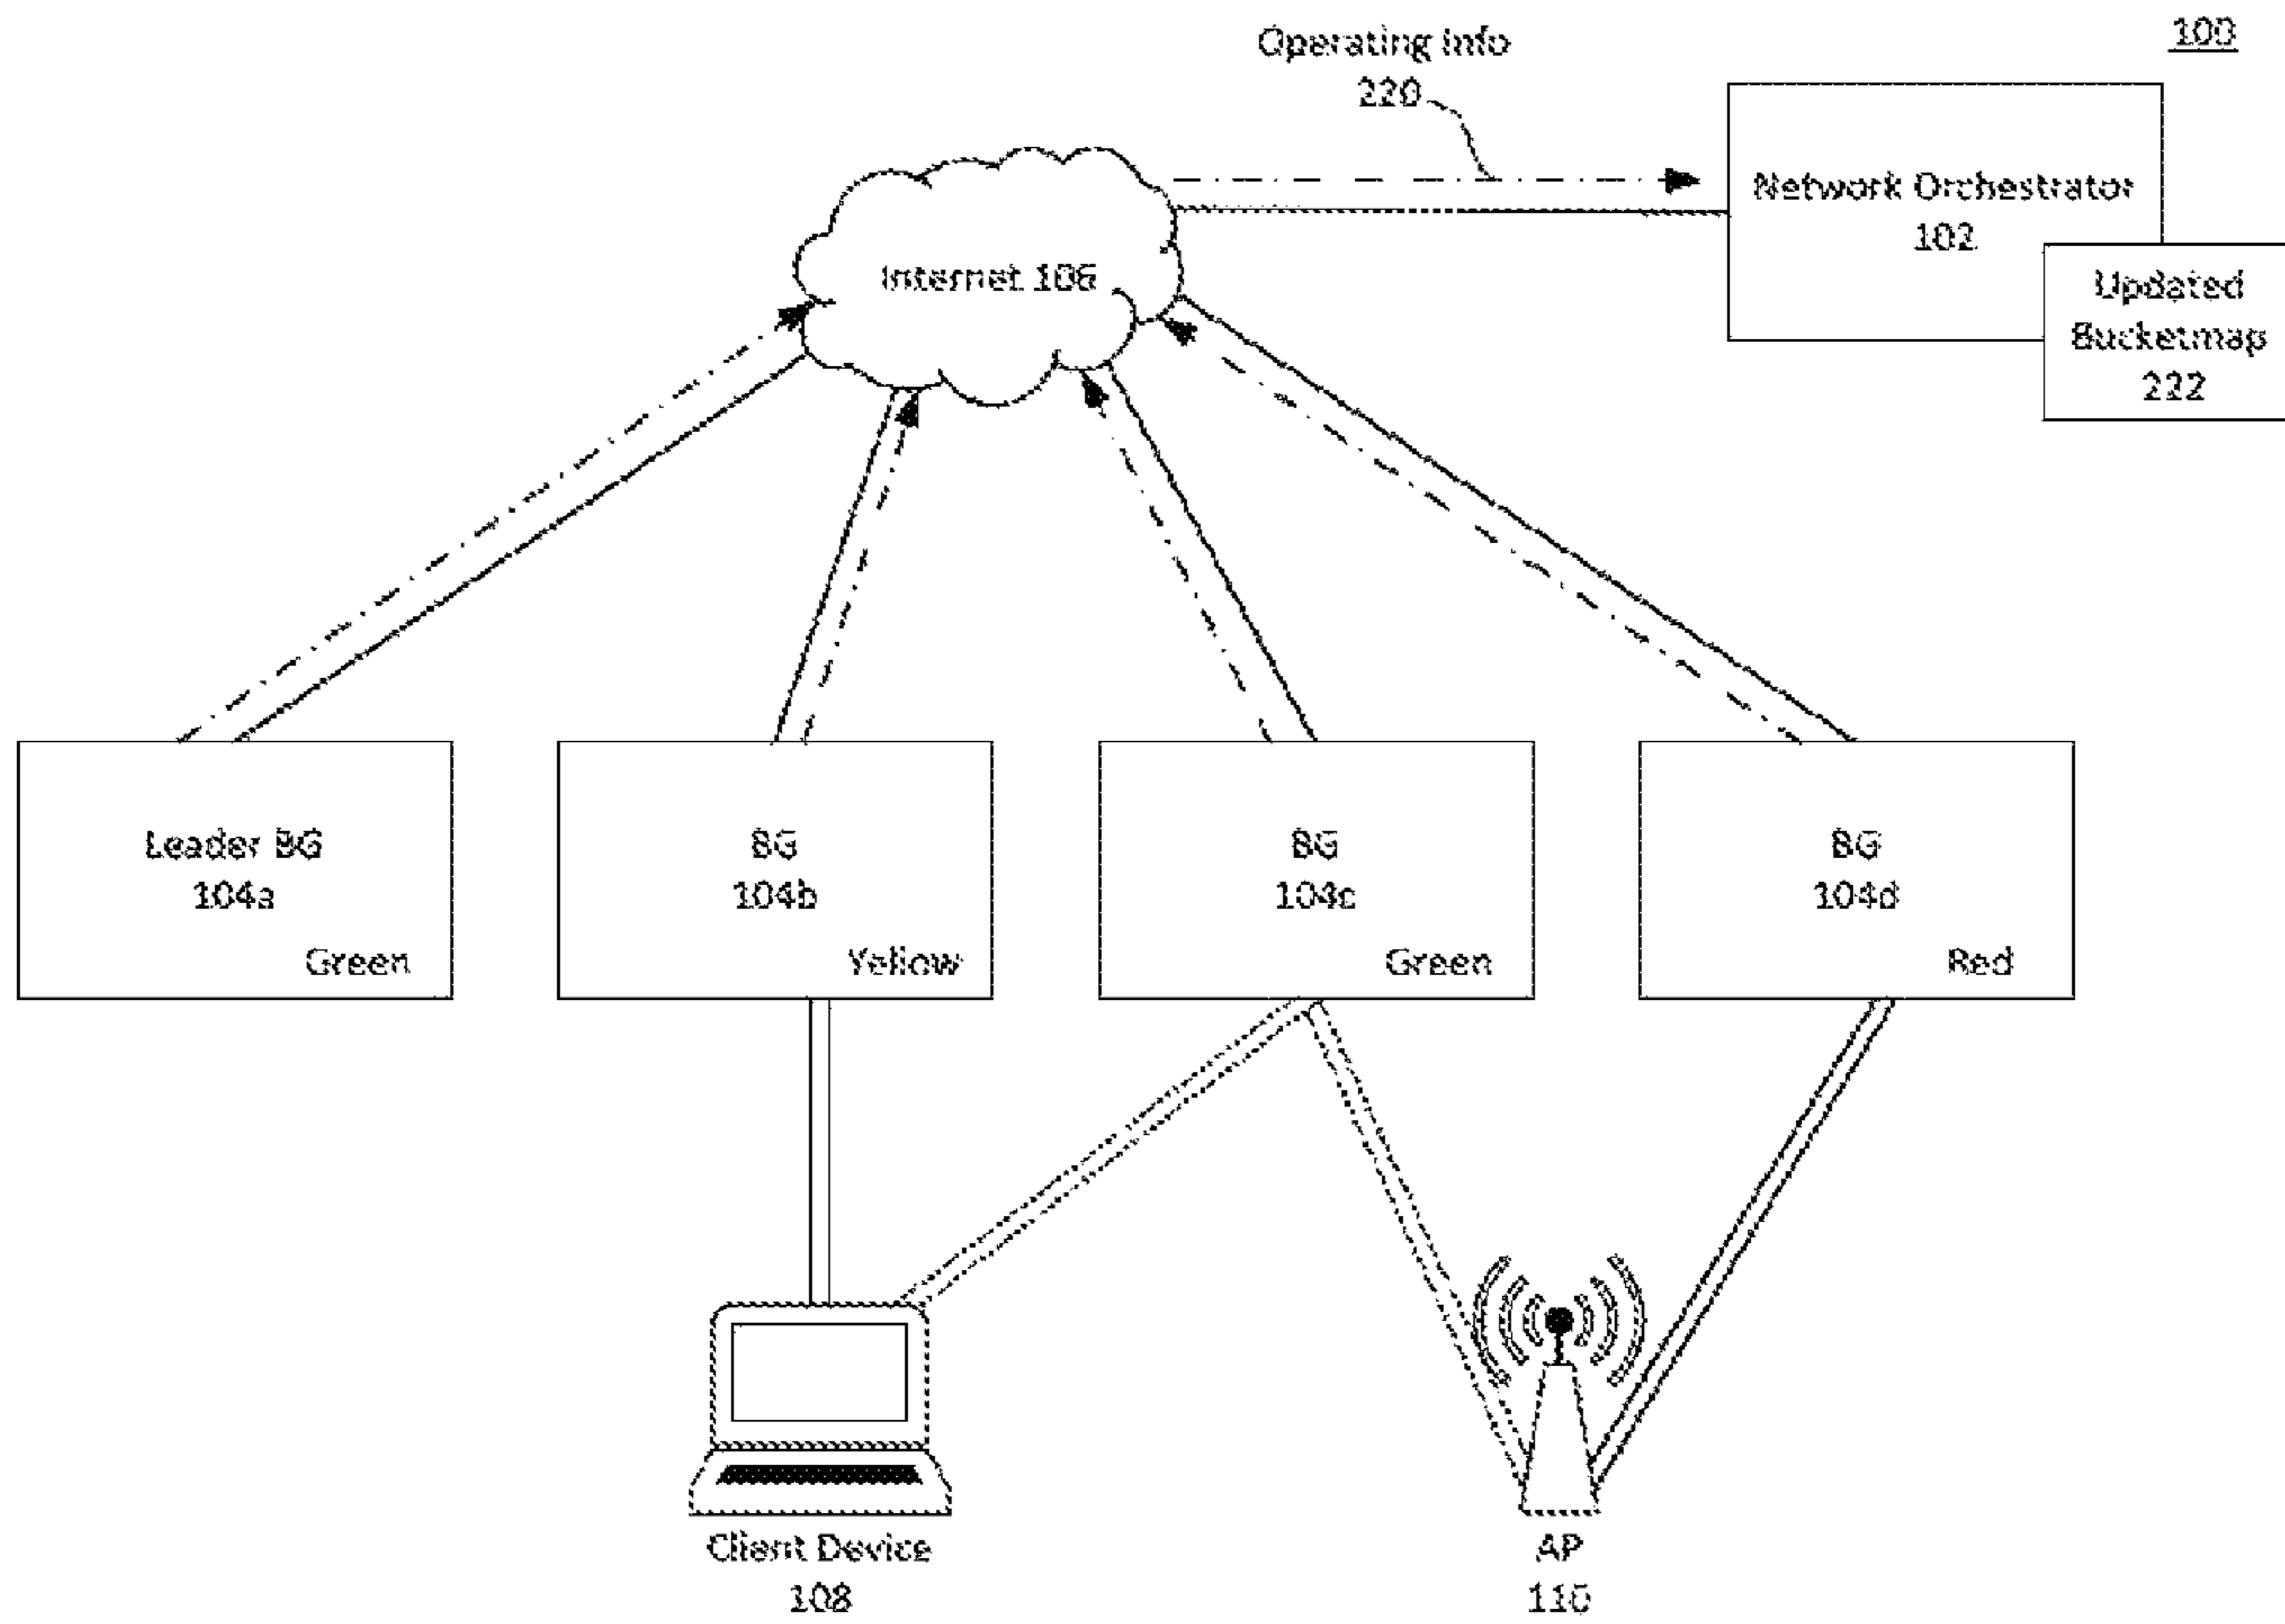 100
Operating Info
220
Network Orchestrator
102
Updated
Bucketmap
222
Internet 106
Leader BG
104a
Green
BG
104b
Yellow
BG
104c
Green
BG
104d
Red
Client Device
108
AP
110